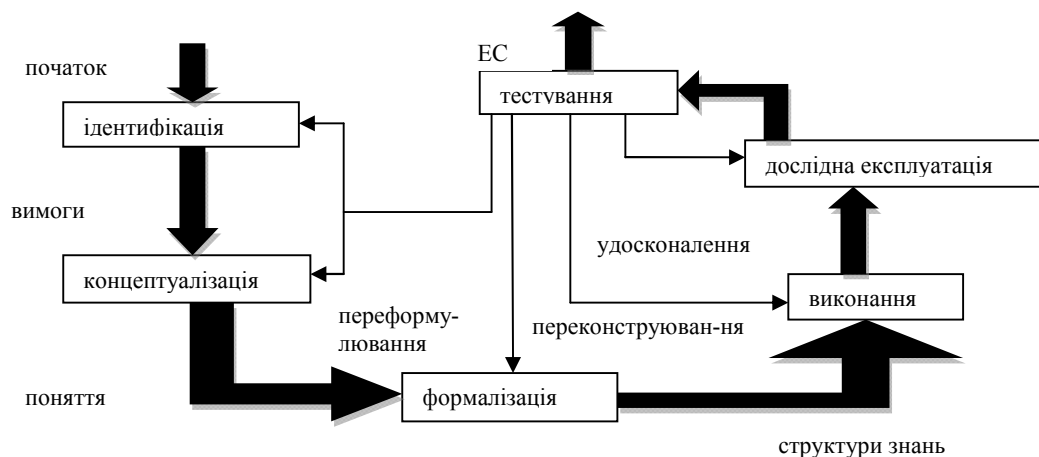 ЕС
початок
тестування
ідентифікація
дослідна експлуатація
вимоги
удосконалення
концептуалізація
виконання
переформу-
лювання
переконструюван-ня
поняття
формалізація
структури знань